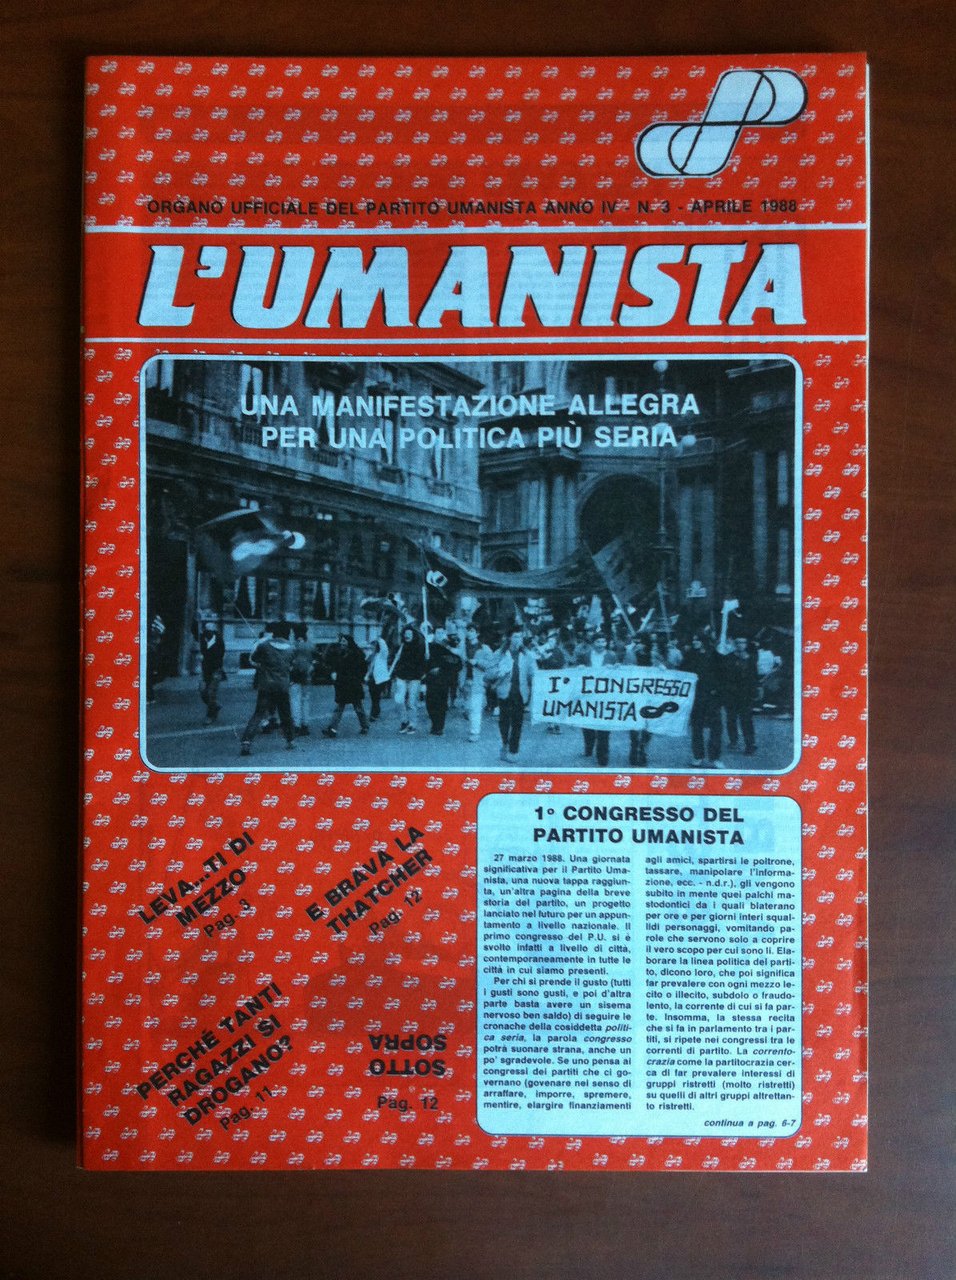 ORGANO UFFICIALE DEL PARTITO UMANISTA ANNO IV - N. 3 - APRILE 1988
L'UMANISTA
UNA MANIFESTAZIONE ALLEGRA
PER UNA POLITICA PIÙ SERIA
I° CONGRESSO
UMANISTA
LEVA...TI DI
MEZZO
Pag. 3
E BRAVA LA
THATCHER
Pag. 12
PERCHÉ TANTI
RAGAZZI SI
DROGANO?
Pag. 11
SOTTO
SOPRA
Pag. 12
1° CONGRESSO DEL
PARTITO UMANISTA
27 marzo 1988. Una giornata
significativa per il Partito Uma-
nista, una nuova tappa raggiun-
ta, un'altra pagina della breve
storia del partito, un progetto
lanciato nel futuro per un appun-
tamento a livello nazionale. Il
primo congresso del P.U. si è
svolto infatti a livello di città,
contemporaneamente in tutte le
città in cui siamo presenti.
Per chi si prende il gusto (tutti
i gusti sono gusti, e poi d'altra
parte basta avere un sisema
nervoso ben saldo) di seguire le
cronache della cosiddetta politi-
ca seria, la parola congresso
potrà suonare strana, anche un
po' sgradevole. Se uno pensa ai
congressi dei partiti che ci go-
vernano (govenare nel senso di
arraffare, imporre, spremere,
mentire, elargire finanziamenti
agli amici, spartirsi le poltrone,
tassare, manipolare l'informa-
zione, ecc. - n.d.r.), gli vengono
subito in mente quei palchi ma-
stodontici da i quali blaterano
per ore e per giorni interi squal-
lidi personaggi, vomitando pa-
role che servono solo a coprire
il vero scopo per cui sono lì. Ela-
borare la linea politica del parti-
to, dicono loro, che poi significa
far prevalere con ogni mezzo le-
cito o illecito, subdolo o fraudo-
lento, la corrente di cui si fa par-
te. Insomma, la stessa recita
che si fa in parlamento tra i par-
titi, si ripete nei congressi tra le
correnti di partito. La corrento-
crazia come la partitocrazia cer-
ca di far prevalere interessi di
gruppi ristretti (molto ristretti)
su quelli di altri gruppi altrettan-
to ristretti.
continua a pag. 6-7